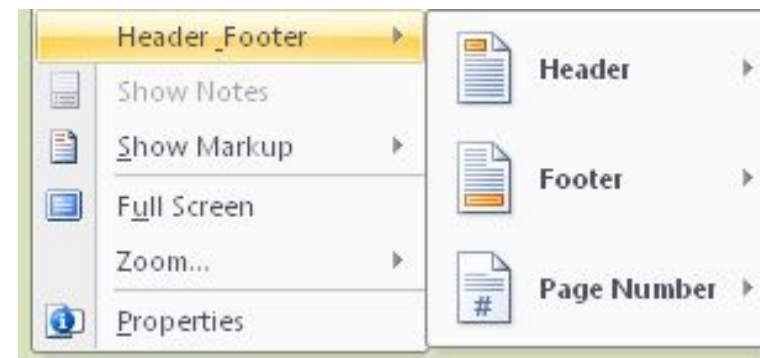 Header_Footer
Show Notes
Show Markup
Full Screen
Zoom...
Properties
Header
Footer
#
Page Number